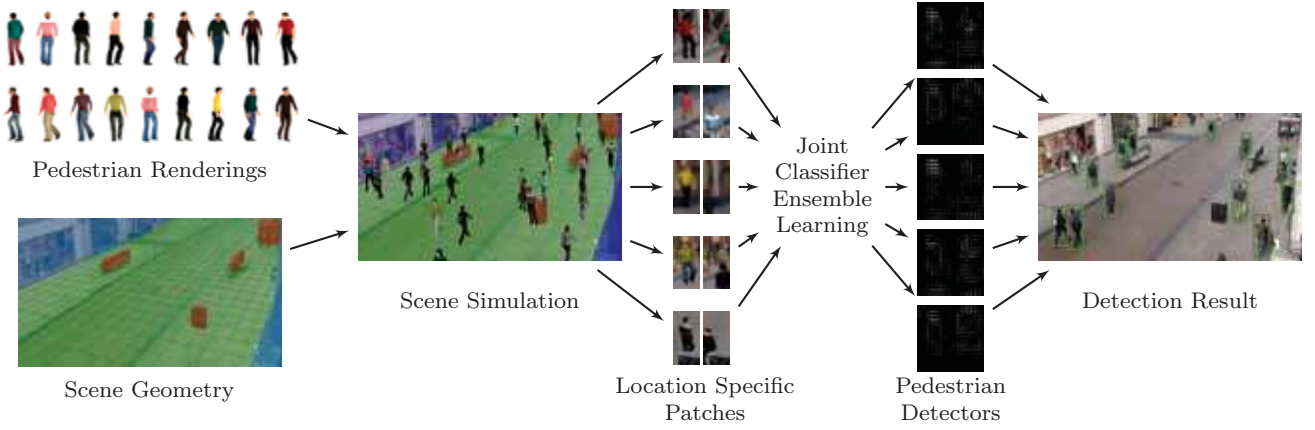 Pedestrian Renderings
Scene Geometry
Scene Simulation
Location Specific
Patches
Joint
Classifier
Ensemble
Learning
Pedestrian
Detectors
Detection Result